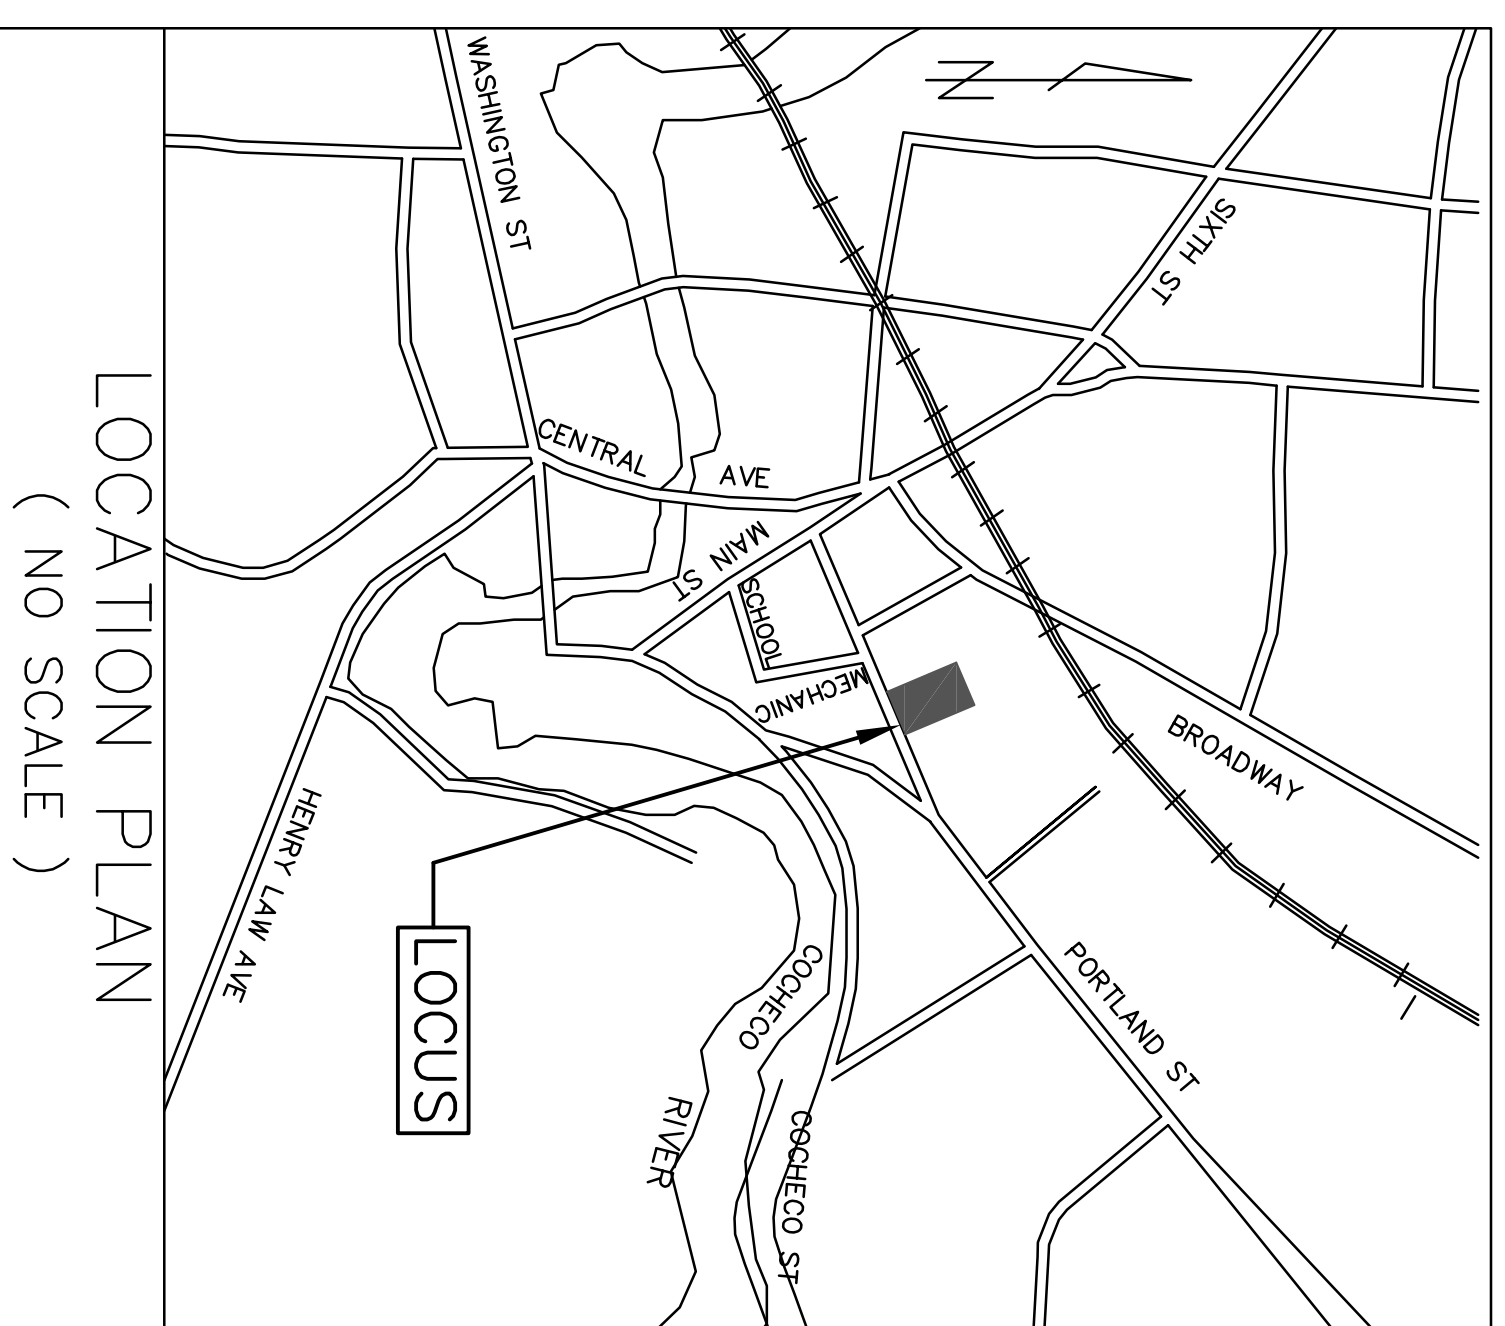 SIXTH ST
WASHINGTON ST
CENTRAL AVE
MAIN ST
SCHOOL
MECHANIC
BROADWAY
HENRY LAW AVE
PORTLAND ST
COCHECO
RIVER
COCHECO ST
LOCUS
N
LOCATION PLAN
( NO SCALE )